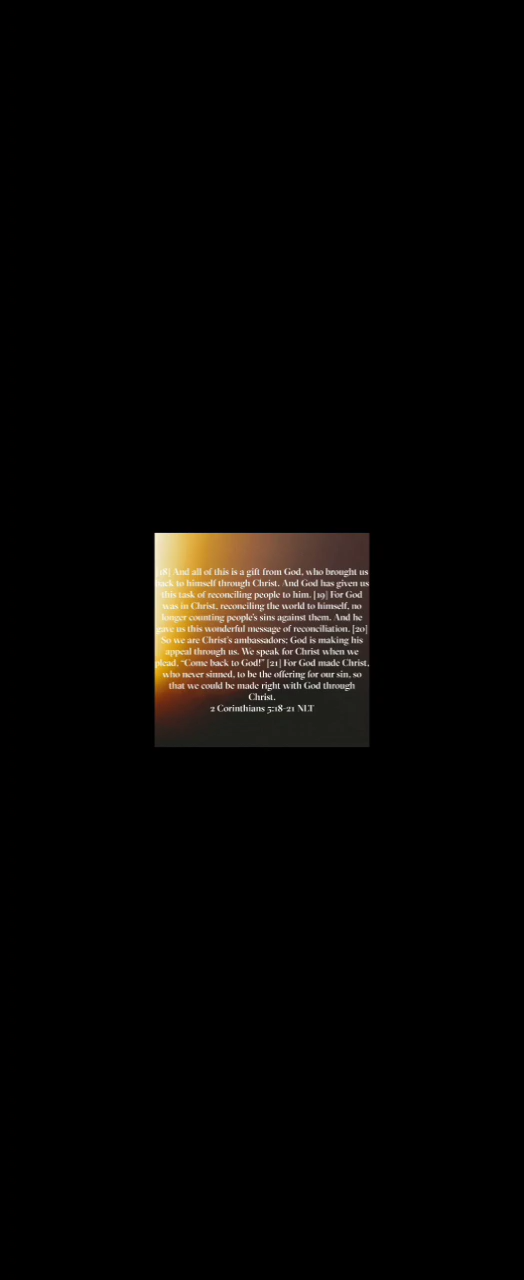 [18] And all of this is a gift from God, who brought us
back to himself through Christ. And God has given us
this task of reconciling people to him. [19] For God
was in Christ, reconciling the world to himself, no
longer counting people's sins against them. And he
gave us this wonderful message of reconciliation. [20]
So we are Christ's ambassadors; God is making his
appeal through us. We speak for Christ when we
plead, "Come back to God!" [21] For God made Christ,
who never sinned, to be the offering for our sin, so
that we could be made right with God through
Christ.
2 Corinthians 5:18-21 NLT